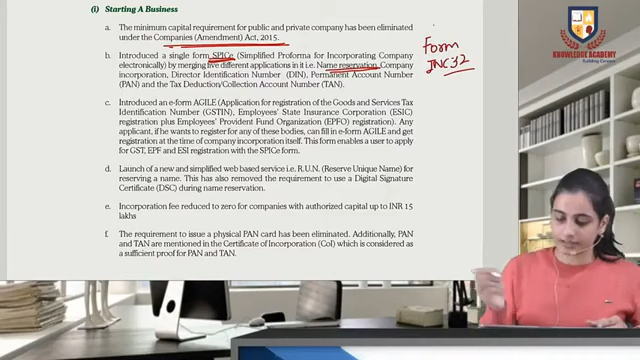 (i) Starting A Business
a. The minimum capital requirement for public and private company has been eliminated
under the Companies (Amendment) Act, 2015.
b. Introduced a single form SPICe (Simplified Proforma for Incorporating Company
electronically) by merging five different applications in it i.e. Name reservation, Company
incorporation, Director Identification Number (DIN), Permanent Account Number
(PAN) and the Tax Deduction/Collection Account Number (TAN).
Form
INC32
c. Introduced an e-form AGILE (Application for registration of the Goods and Services Tax
Identification Number (GSTIN), Employees' State Insurance Corporation (ESIC)
registration plus Employees' Provident Fund Organization (EPFO) registration). Any
applicant, if he wants to register for any of these bodies, can fill in e-form AGILE and get
registration at the time of company incorporation itself. This form enables a user to apply
for GST, EPF and ESI registration with the SPICe form.
d. Launch of a new and simplified web based service i.e. R.U.N. (Reserve Unique Name) for
reserving a name. This has also removed the requirement to use a Digital Signature
Certificate (DSC) during name reservation.
e. Incorporation fee reduced to zero for companies with authorized capital up to INR 15
lakhs
f. The requirement to issue a physical PAN card has been eliminated. Additionally, PAN
and TAN are mentioned in the Certificate of Incorporation (CoI) which is considered as
a sufficient proof for PAN and TAN.
KNOWLEDGE ACADEMY